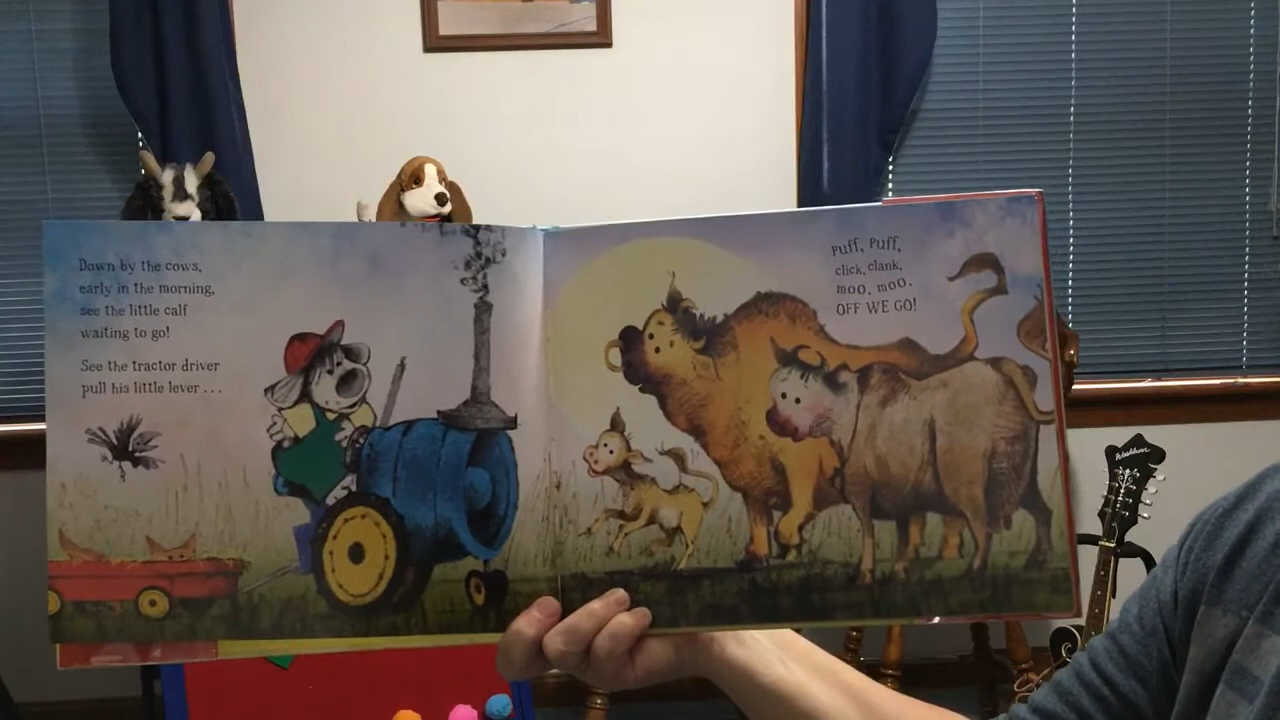 Down by the cows,
early in the morning,
see the little calf
waiting to go!
See the tractor driver
pull his little lever . . .
Puff, Puff,
click, clank,
moo, moo,
OFF WE GO!
Washburn